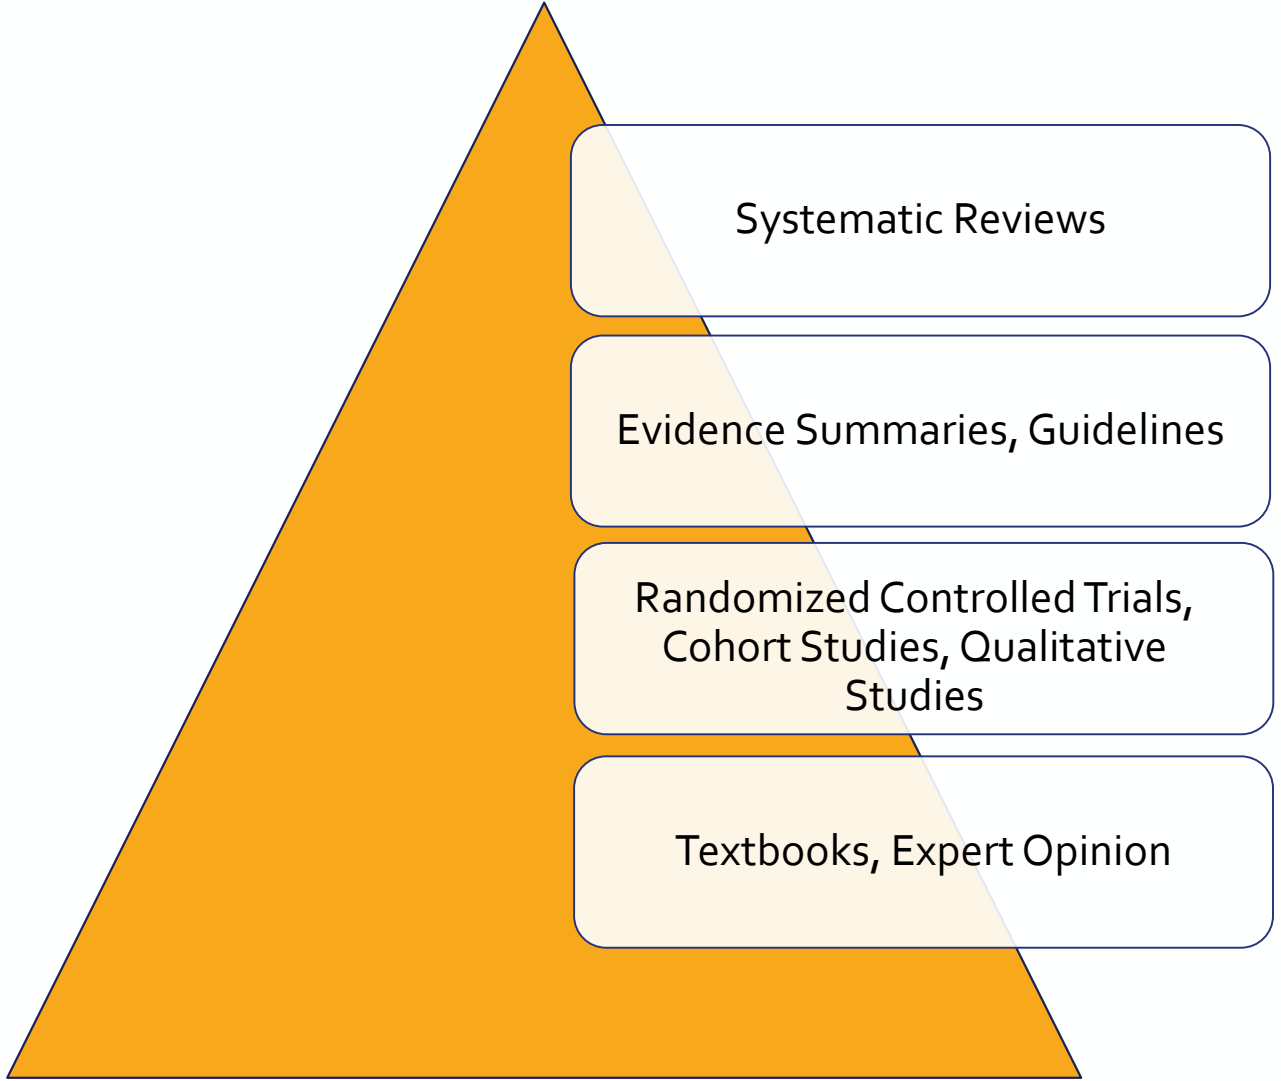 Systematic Reviews
Evidence Summaries, Guidelines
Randomized Controlled Trials,
Cohort Studies, Qualitative
Studies
Textbooks, Expert Opinion